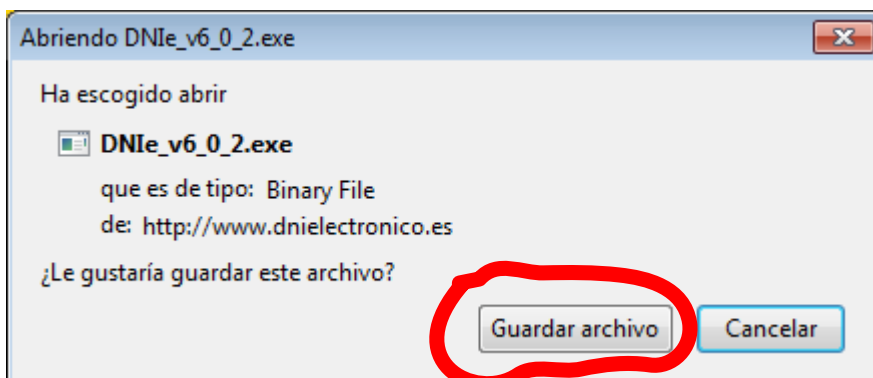 Abriendo DNIe_v6_0_2.exe
Ha escogido abrir
DNIe_v6_0_2.exe
que es de tipo: Binary File
de: http://www.dnielectronico.es
¿Le gustaría guardar este archivo?
Guardar archivo Cancelar